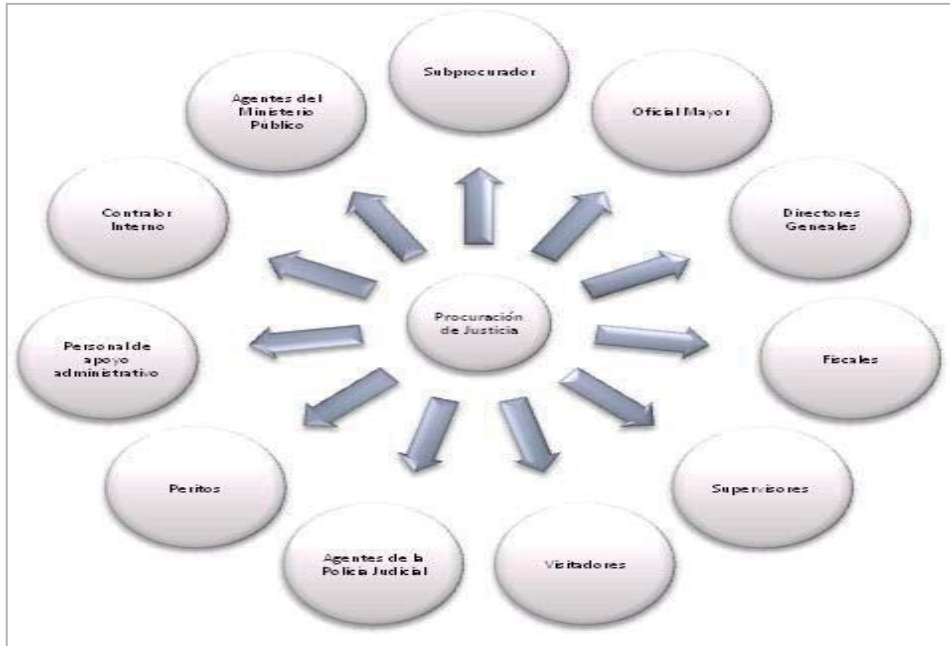 Subprocurador
Oficial Mayor
Directores
Geneales
Fiscales
Supervisores
Visitadores
Agentes de la
Policía Judicial
Peritos
Personal de
apoyo
administrativo
Contralor
Interno
Agentes del
Ministerio
Público
Procuración
de Justicia